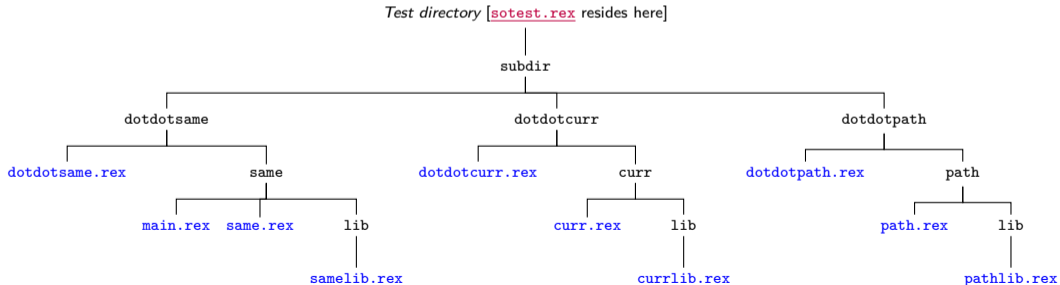 Test directory [sotest.rex resides here]
subdir
dotdotsame dotdotcurr dotdotpath
dotdotsame.rex same dotdotcurr.rex curr dotdotpath.rex path
main.rex same.rex lib curr.rex lib path.rex lib
samelib.rex currlib.rex pathlib.rex